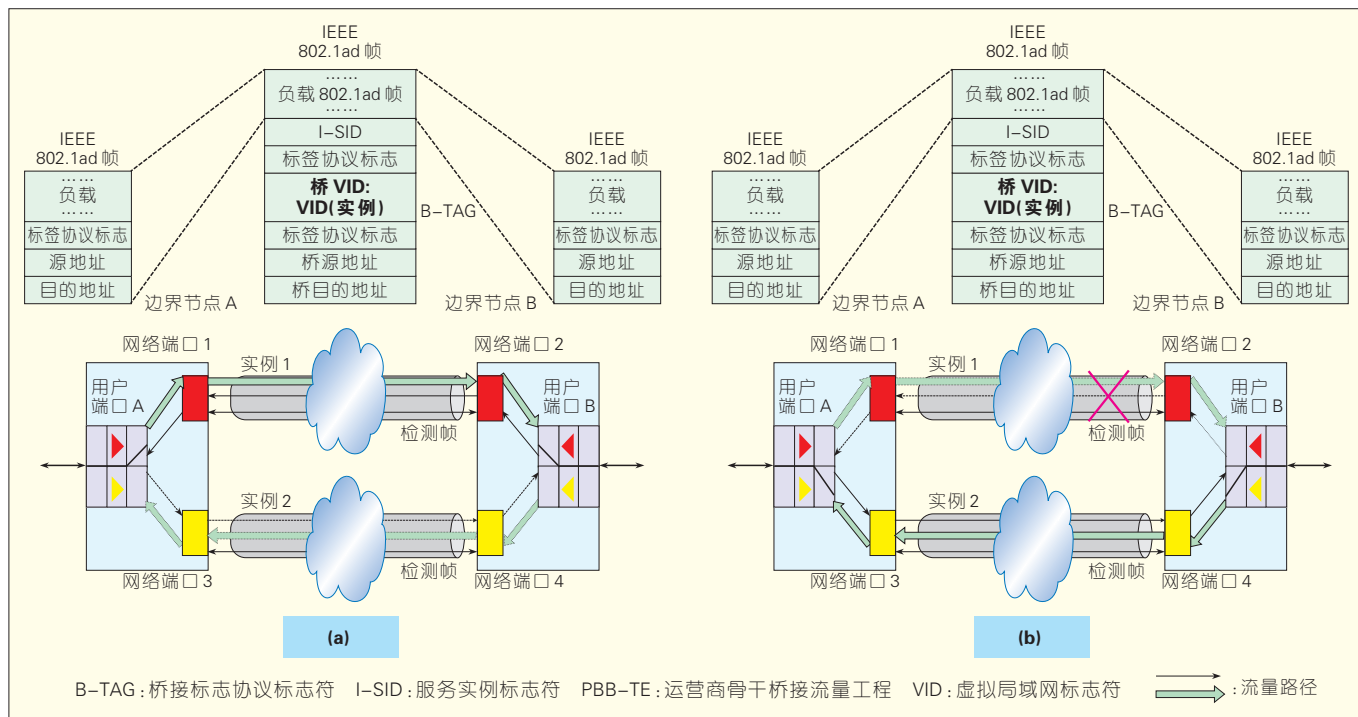 IEEE
802.1ad 帧
……
负载802.1ad 帧
……
I-SID
标签协议标志
桥 VID:
VID(实例)
标签协议标志
桥源地址
桥目的地址
B-TAG
IEEE
802.1ad 帧
……
负载
……
标签协议标志
源地址
目的地址
IEEE
802.1ad 帧
……
负载
……
标签协议标志
源地址
目的地址
边界节点 A
边界节点 B
网络端口 1
网络端口 2
实例 1
用户
端口 A
用户
端口 B
检测帧
实例 2
检测帧
网络端口 3
网络端口 4
(a)
IEEE
802.1ad 帧
……
负载802.1ad 帧
……
I-SID
标签协议标志
桥 VID:
VID(实例)
标签协议标志
桥源地址
桥目的地址
B-TAG
IEEE
802.1ad 帧
……
负载
……
标签协议标志
源地址
目的地址
IEEE
802.1ad 帧
……
负载
……
标签协议标志
源地址
目的地址
边界节点 A
边界节点 B
网络端口 1
网络端口 2
实例 1
用户
端口 A
用户
端口 B
检测帧
实例 2
检测帧
网络端口 3
网络端口 4
(b)
B-TAG:桥接标志协议标志符 I-SID:服务实例标志符 PBB-TE:运营商骨干桥接流量工程 VID:虚拟局域网标志符 :流量路径